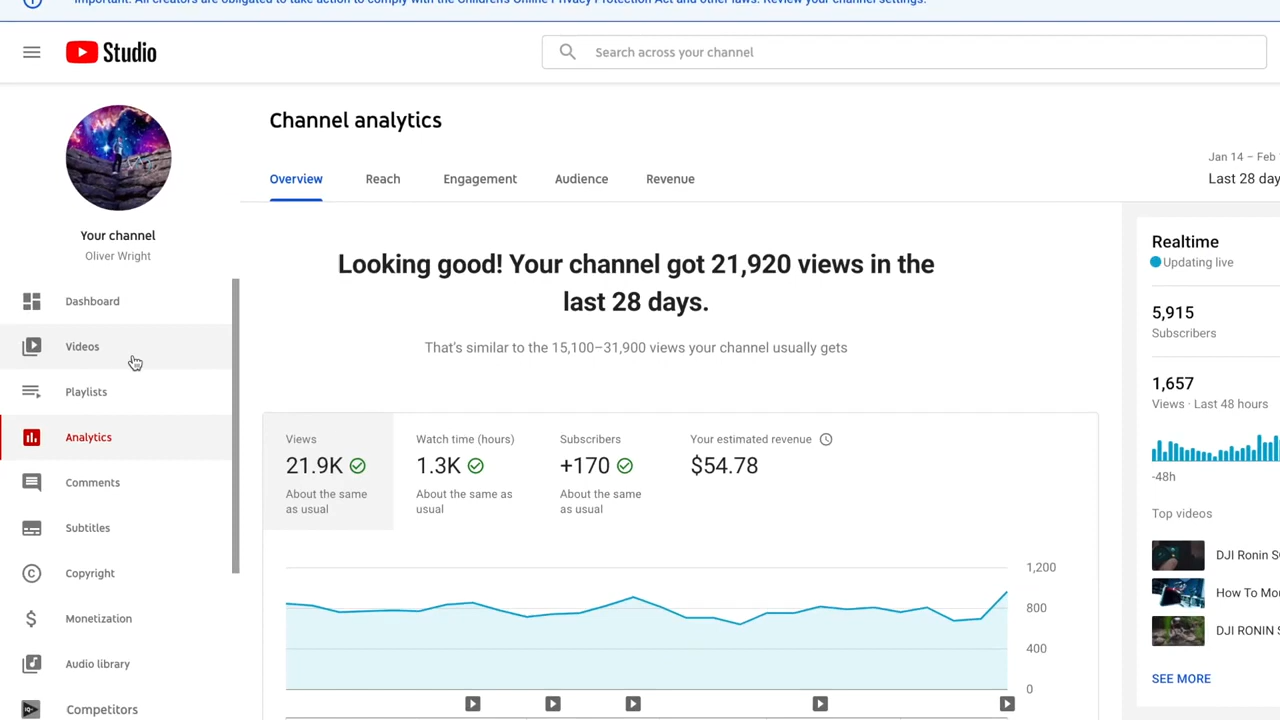 Important: All creators are obligated to take action to comply with the Children's Online Privacy Protection Act and other laws. Review your channel settings.
Studio
Search across your channel
Your channel
Oliver Wright
Dashboard
Videos
Playlists
Analytics
Comments
Subtitles
Copyright
Monetization
Audio library
Competitors
Channel analytics
Overview
Reach
Engagement
Audience
Revenue
Jan 14 – Feb
Last 28 day
Looking good! Your channel got 21,920 views in the
last 28 days.
That's similar to the 15,100–31,900 views your channel usually gets
Views
21.9K
About the same
as usual
Watch time (hours)
1.3K
About the same as
usual
Subscribers
+170
About the same
as usual
Your estimated revenue
$54.78
1,200
800
400
0
Realtime
Updating live
5,915
Subscribers
1,657
Views · Last 48 hours
-48h
Top videos
DJI Ronin S
How To Mo
DJI RONIN S
SEE MORE